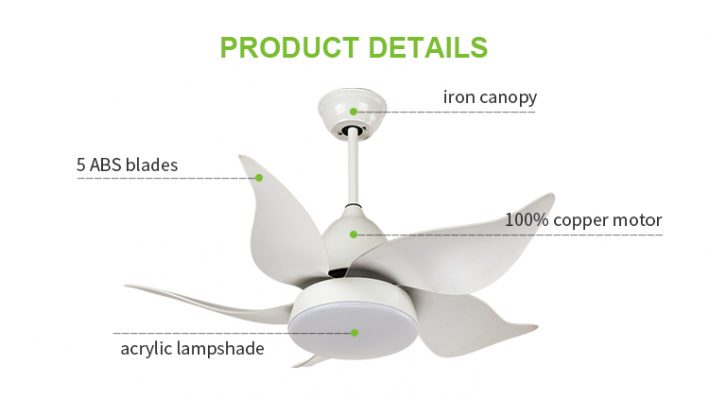 PRODUCT DETAILS
iron canopy
5 ABS blades
100% copper motor
acrylic lampshade